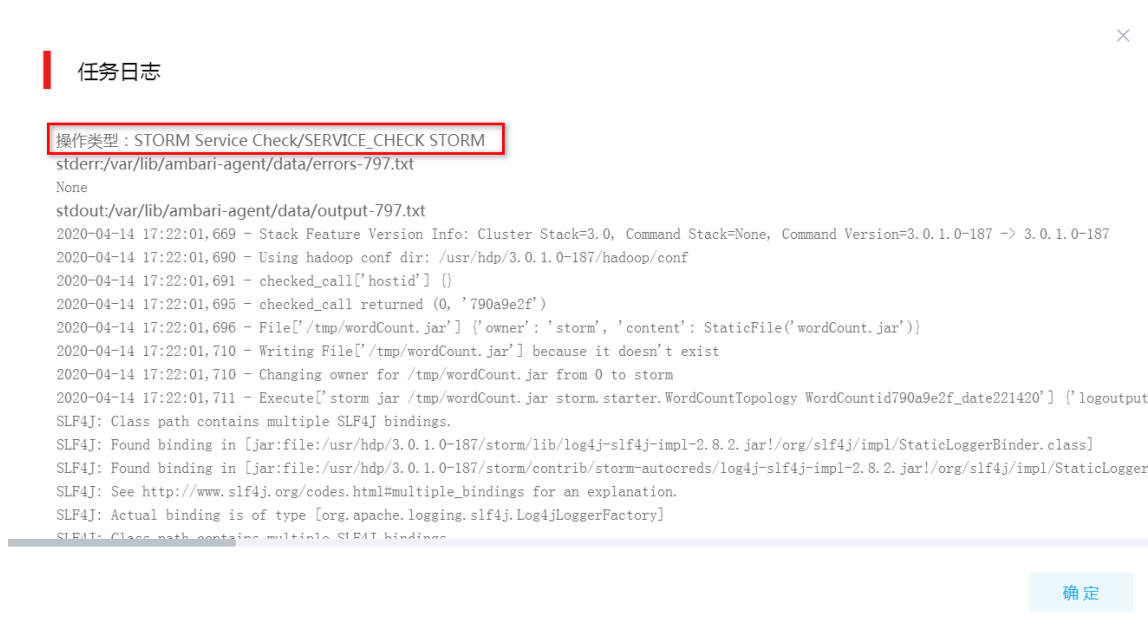 任务日志
操作类型：STORM Service Check/SERVICE_CHECK STORM
stderr:/var/lib/ambari-agent/data/errors-797.txt
None
stdout:/var/lib/ambari-agent/data/output-797.txt
2020-04-14 17:22:01,669 - Stack Feature Version Info: Cluster Stack=3.0, Command Stack=None, Command Version=3.0.1.0-187 -> 3.0.1.0-187
2020-04-14 17:22:01,690 - Using hadoop conf dir: /usr/hdp/3.0.1.0-187/hadoop/conf
2020-04-14 17:22:01,691 - checked_call['hostid'] {}
2020-04-14 17:22:01,695 - checked_call returned (0, '790a9e2f')
2020-04-14 17:22:01,696 - File['/tmp/wordCount.jar'] {'owner': 'storm', 'content': StaticFile('wordCount.jar')}
2020-04-14 17:22:01,710 - Writing File['/tmp/wordCount.jar'] because it doesn't exist
2020-04-14 17:22:01,710 - Changing owner for /tmp/wordCount.jar from 0 to storm
2020-04-14 17:22:01,711 - Execute['storm jar /tmp/wordCount.jar storm.starter.WordCountTopology WordCountid790a9e2f_date221420'] {'logoutput
SLF4J: Class path contains multiple SLF4J bindings.
SLF4J: Found binding in [jar:file:/usr/hdp/3.0.1.0-187/storm/lib/log4j-slf4j-impl-2.8.2.jar!/org/slf4j/impl/StaticLoggerBinder.class]
SLF4J: Found binding in [jar:file:/usr/hdp/3.0.1.0-187/storm/contrib/storm-autocreds/log4j-slf4j-impl-2.8.2.jar!/org/slf4j/impl/StaticLogger
SLF4J: See http://www.slf4j.org/codes.html#multiple_bindings for an explanation.
SLF4J: Actual binding is of type [org.apache.logging.slf4j.Log4jLoggerFactory]
SLF4J: Class path contains multiple SLF4J bindings
确定